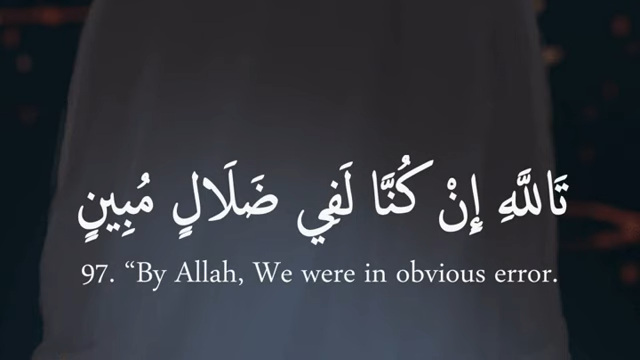 تَاللَّهِ إِنْ كُنَّا لَفِي ضَلَالٍ مُبِينٍ
97. “By Allah, We were in obvious error.